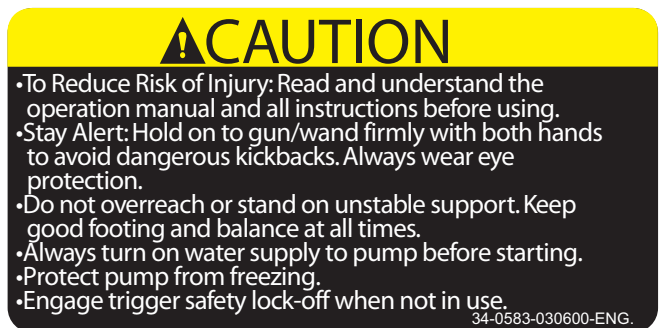 CAUTION
•To Reduce Risk of Injury: Read and understand the
operation manual and all instructions before using.
•Stay Alert: Hold on to gun/wand firmly with both hands
to avoid dangerous kickbacks. Always wear eye
protection.
•Do not overreach or stand on unstable support. Keep
good footing and balance at all times.
•Always turn on water supply to pump before starting.
•Protect pump from freezing.
•Engage trigger safety lock-off when not in use.
34-0583-030600-ENG.